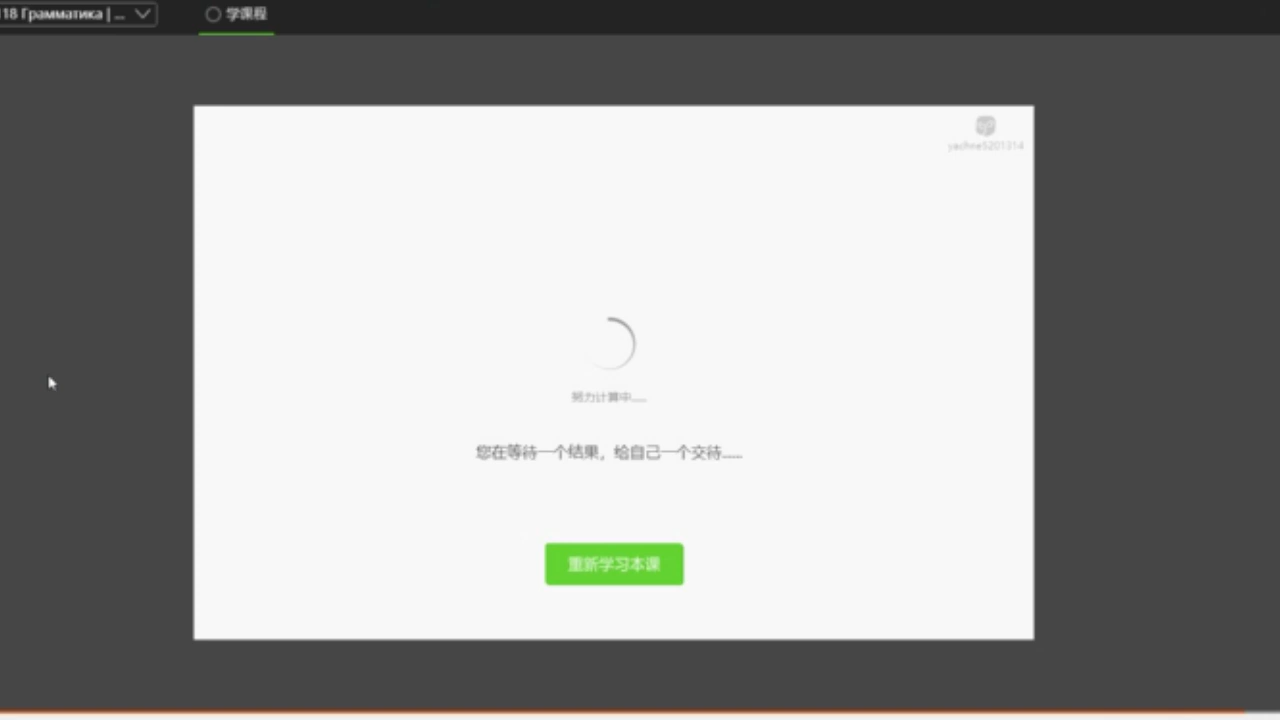 18 Грамматика | ...
学课程
yaohne5201314
努力计算中......
您在等待一个结果，给自己一个交待......
重新学习本课